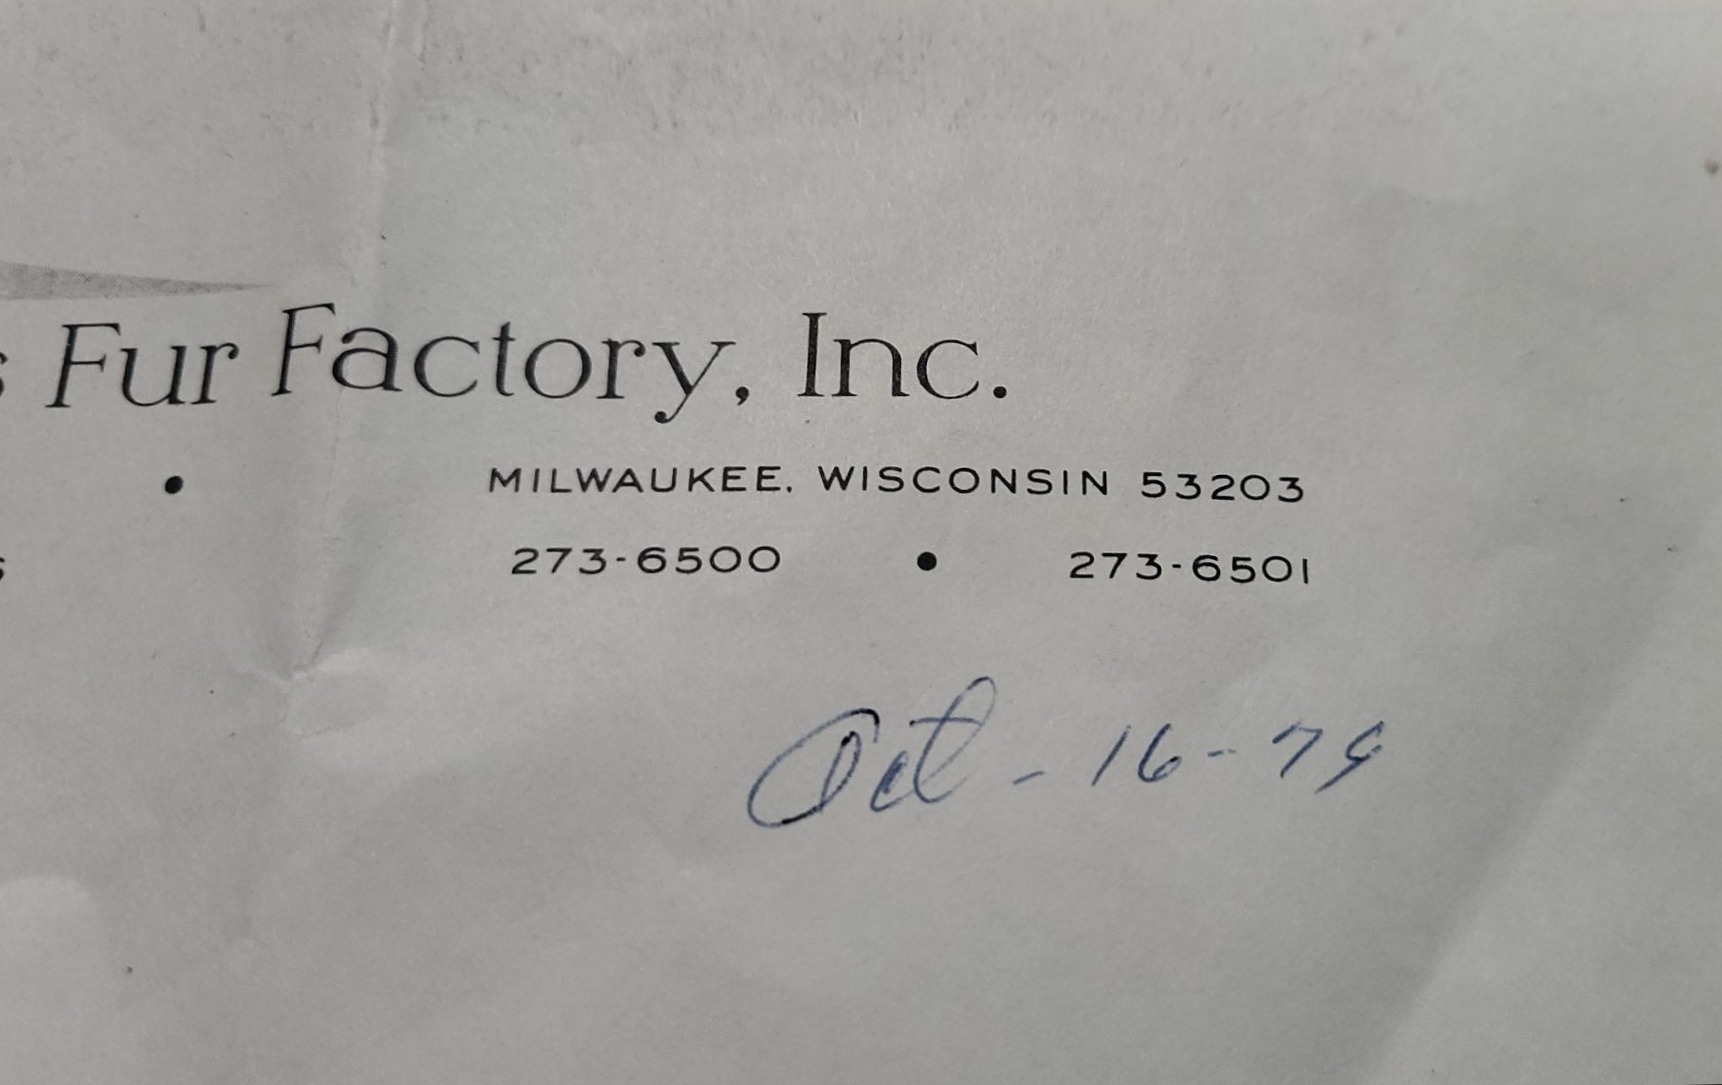 s Fur Factory, Inc.
• MILWAUKEE, WISCONSIN 53203
s 273-6500 • 273-6501
Oct - 16 - 79